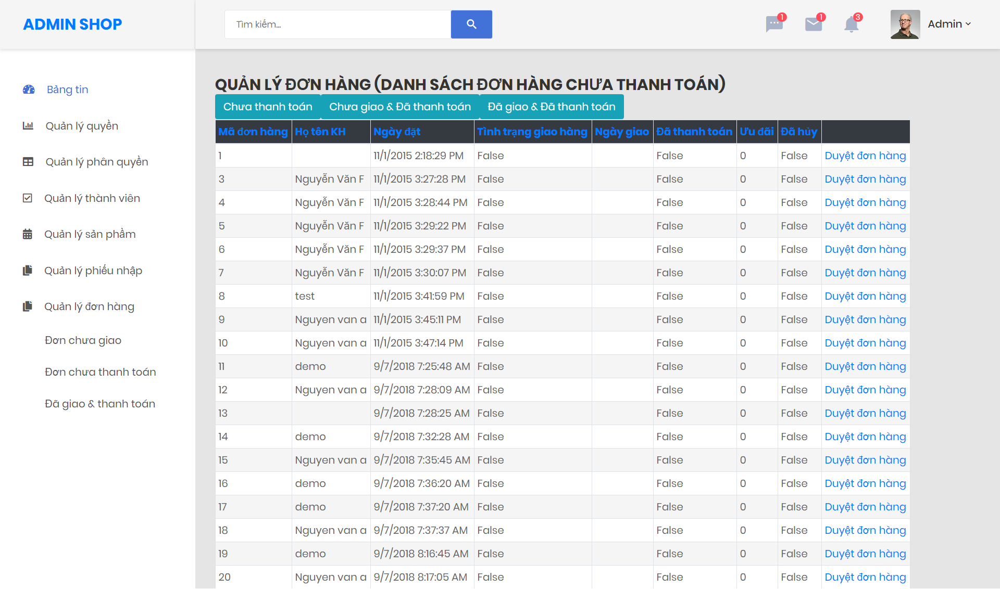 ADMIN SHOP
Tìm kiếm...
1
1
3
Admin
Bảng tin
Quản lý quyền
Quản lý phân quyền
Quản lý thành viên
Quản lý sản phẩm
Quản lý phiếu nhập
Quản lý đơn hàng
Đơn chưa giao
Đơn chưa thanh toán
Đã giao & thanh toán
QUẢN LÝ ĐƠN HÀNG (DANH SÁCH ĐƠN HÀNG CHƯA THANH TOÁN)
Chưa thanh toán Chưa giao & Đã thanh toán Đã giao & Đã thanh toán
Mã đơn hàng Họ tên KH Ngày đặt Tình trạng giao hàng Ngày giao Đã thanh toán Ưu đãi Đã hủy
1 11/1/2015 2:18:29 PM False False 0 False Duyệt đơn hàng
3 Nguyễn Văn F 11/1/2015 3:27:28 PM False False 0 False Duyệt đơn hàng
4 Nguyễn Văn F 11/1/2015 3:28:44 PM False False 0 False Duyệt đơn hàng
5 Nguyễn Văn F 11/1/2015 3:29:22 PM False False 0 False Duyệt đơn hàng
6 Nguyễn Văn F 11/1/2015 3:29:37 PM False False 0 False Duyệt đơn hàng
7 Nguyễn Văn F 11/1/2015 3:30:07 PM False False 0 False Duyệt đơn hàng
8 test 11/1/2015 3:41:59 PM False False 0 False Duyệt đơn hàng
9 Nguyen van a 11/1/2015 3:45:11 PM False False 0 False Duyệt đơn hàng
10 Nguyen van a 11/1/2015 3:47:14 PM False False 0 False Duyệt đơn hàng
11 demo 9/7/2018 7:25:48 AM False False 0 False Duyệt đơn hàng
12 Nguyen van a 9/7/2018 7:28:09 AM False False 0 False Duyệt đơn hàng
13 9/7/2018 7:28:25 AM False False 0 False Duyệt đơn hàng
14 demo 9/7/2018 7:32:28 AM False False 0 False Duyệt đơn hàng
15 Nguyen van a 9/7/2018 7:35:45 AM False False 0 False Duyệt đơn hàng
16 demo 9/7/2018 7:36:20 AM False False 0 False Duyệt đơn hàng
17 demo 9/7/2018 7:37:20 AM False False 0 False Duyệt đơn hàng
18 Nguyen van a 9/7/2018 7:37:37 AM False False 0 False Duyệt đơn hàng
19 demo 9/7/2018 8:16:45 AM False False 0 False Duyệt đơn hàng
20 Nguyen van a 9/7/2018 8:17:05 AM False False 0 False Duyệt đơn hàng